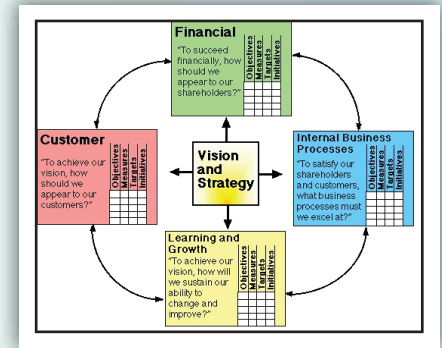 Financial
"To succeed
financially, how
should we
appear to our
shareholders?"
Objectives
Measures
Targets
Initiatives
Customer
"To achieve our
vision, how
should we
appear to our
customers?"
Objectives
Measures
Targets
Initiatives
Vision
and
Strategy
Internal Business
Processes
"To satisfy our
shareholders
and customers,
what business
processes must
we excel at?"
Objectives
Measures
Targets
Initiatives
Learning and
Growth
"To achieve our
vision, how will
we sustain our
ability to
change and
improve?"
Objectives
Measures
Targets
Initiatives